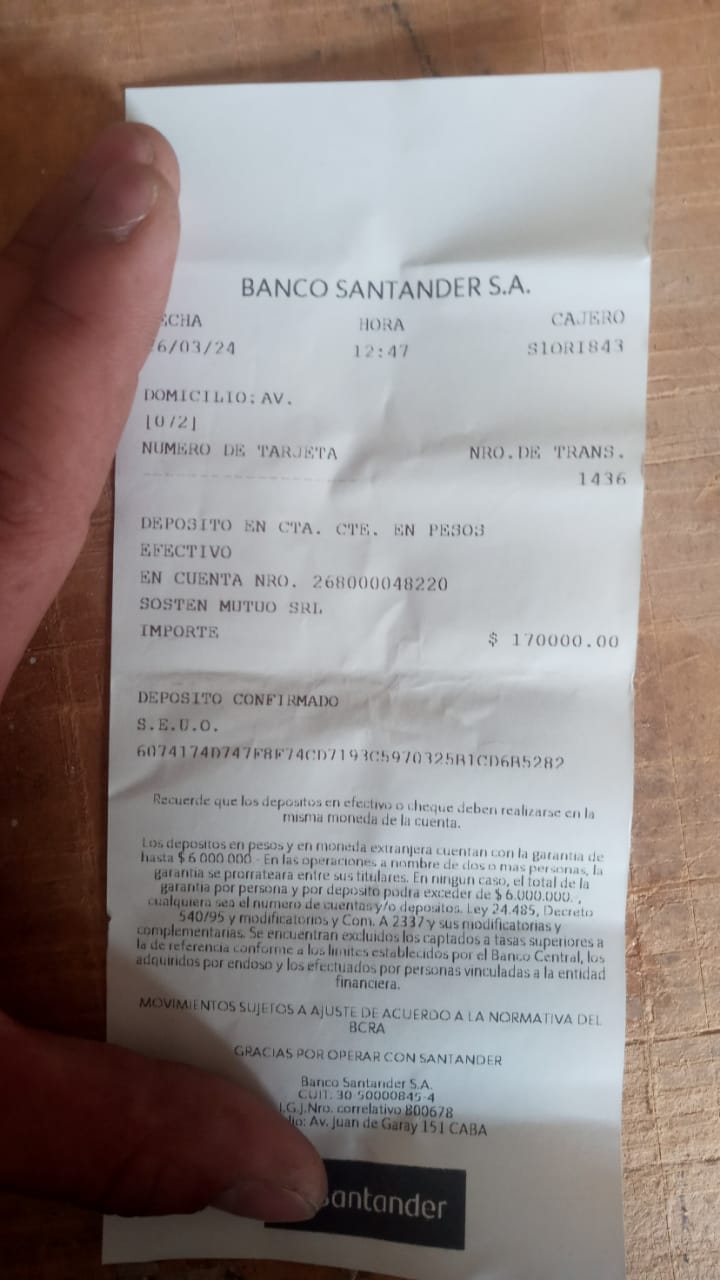 BANCO SANTANDER S.A.
ECHA HORA CAJERO
6/03/24 12:47 S1ORI843
DOMICILIO: AV.
[072]
NUMERO DE TARJETA NRO.DE TRANS.
1436
DEPOSITO EN CTA. CTE. EN PESOS
EFECTIVO
EN CUENTA NRO. 268000048220
SOSTEN MUTUO SRL
IMPORTE $ 170000.00
DEPOSITO CONFIRMADO
S.E.U.O.
6074174D747F8F74CD7193C5970325B1CD6B5282
Recuerde que los depositos en efectivo o cheque deben realizarse en la
misma moneda de la cuenta.
Los depositos en pesos y en moneda extranjera cuentan con la garantia de
hasta $ 6.000.000.- En las operaciones a nombre de dos o mas personas, la
garantia se prorrateara entre sus titulares. En ningun caso, el total de la
garantia por persona y por deposito podra exceder de $ 6.000.000. ,
cualquiera sea el numero de cuentas y/o depositos. Ley 24.485, Decreto
540/95 y modificatorios y Com. A 2337 y sus modificatorias y
complementarias. Se encuentran excluidos los captados a tasas superiores a
la de referencia conforme a los limites establecidos por el Banco Central, los
adquiridos por endoso y los efectuados por personas vinculadas a la entidad
financiera.
MOVIMIENTOS SUJETOS A AJUSTE DE ACUERDO A LA NORMATIVA DEL
BCRA
GRACIAS POR OPERAR CON SANTANDER
Banco Santander S.A.
CUIT. 30-50000845-4
I.G.J.Nro. correlativo 800678
lio: Av. Juan de Garay 151 CABA
Santander